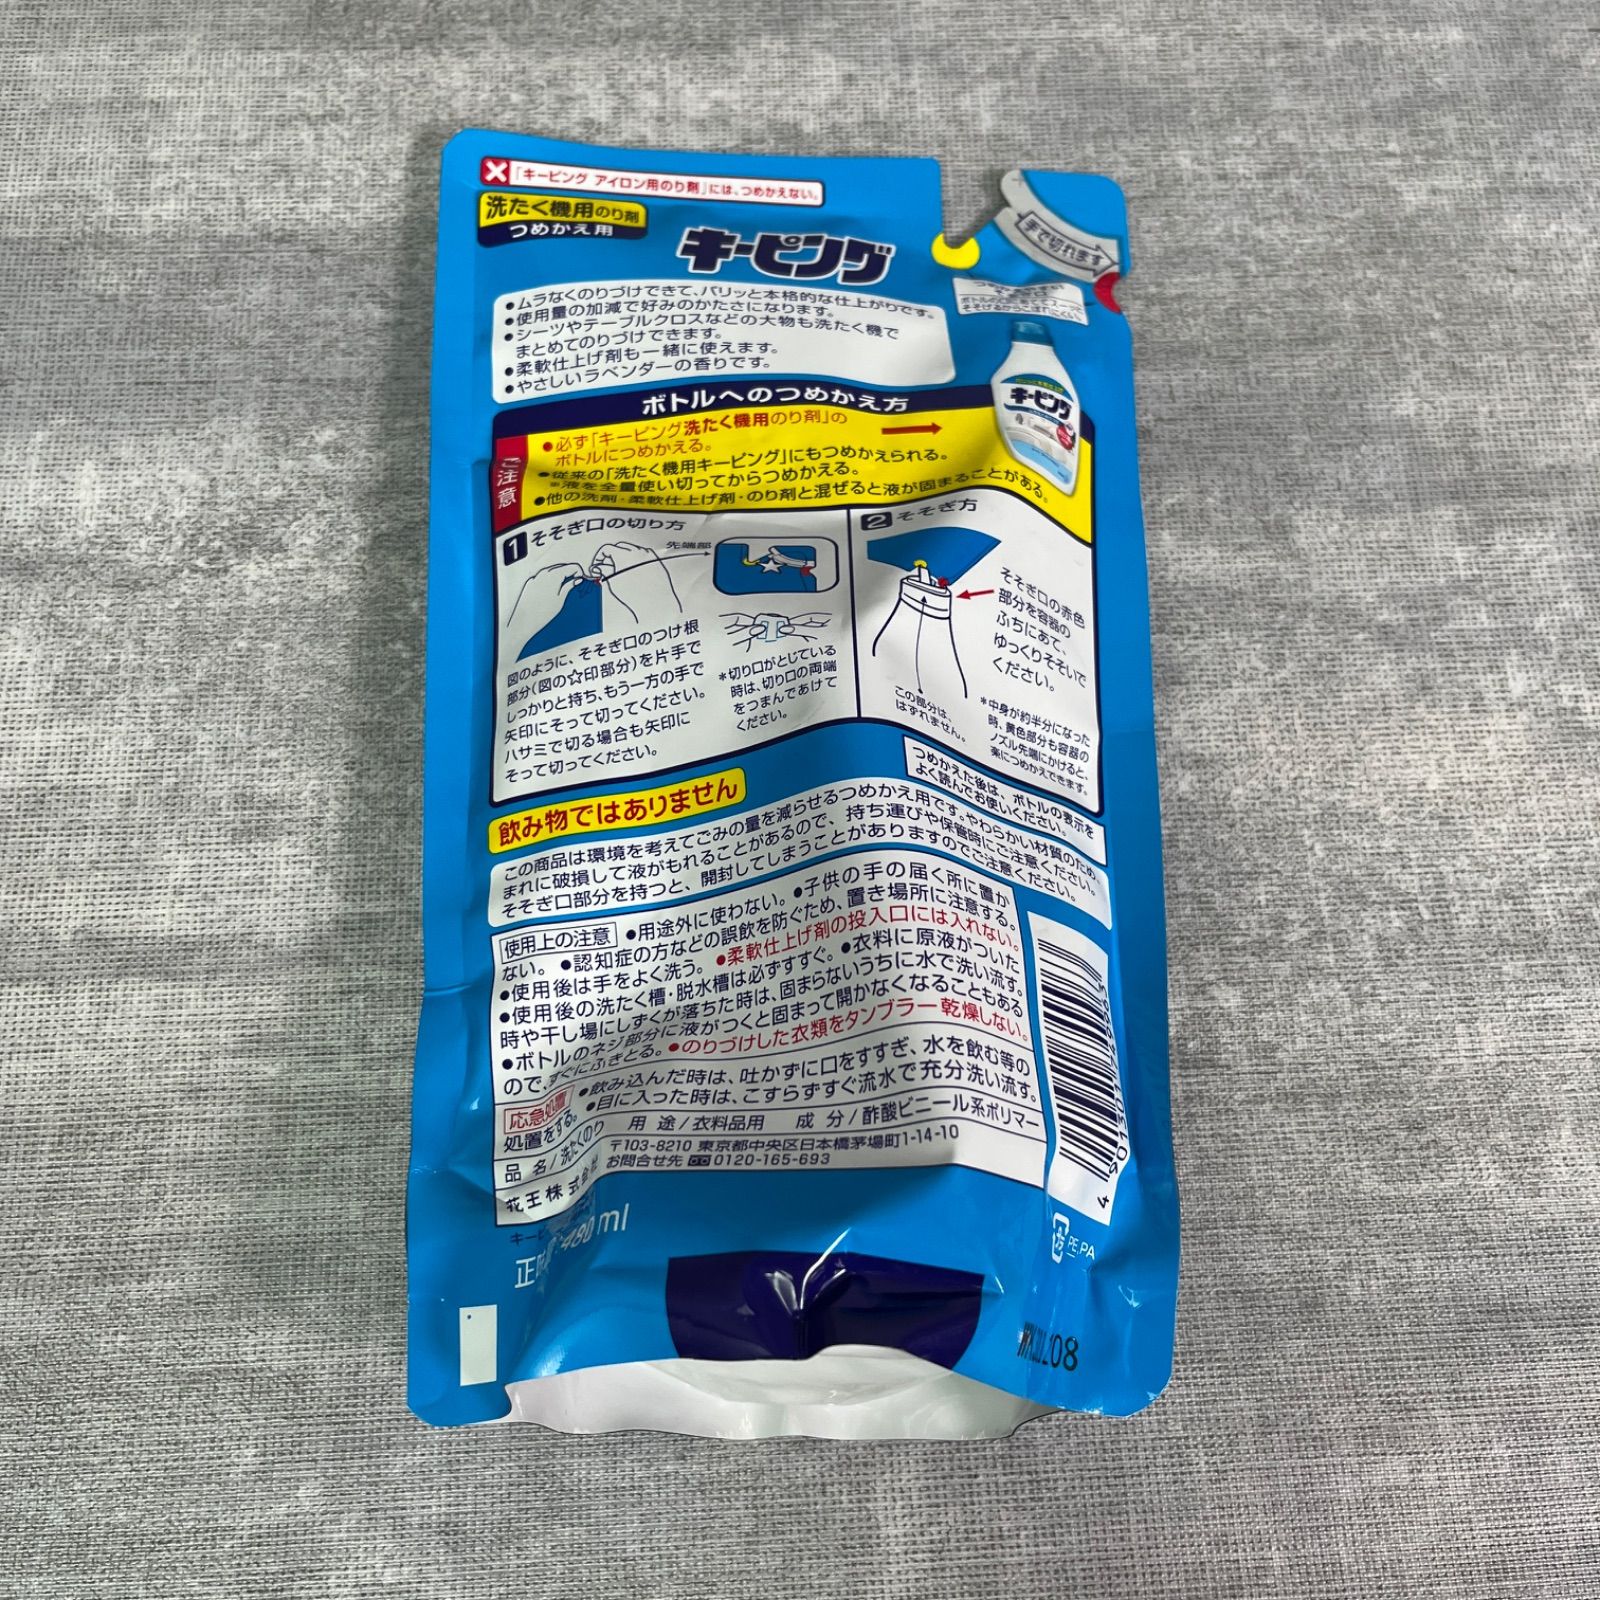 「キーピング アイロン用のり剤」には、つめかえない。
洗たく機用のり剤
つめかえ用
キーピング
手で切れます
●ムラなくのりづけできて、パリッと本格的な仕上がりです。
●使用量の加減で好みのかたさになります。
●シーツやテーブルクロスなどの大物も洗たく機で
まとめてのりづけできます。
●柔軟仕上げ剤も一緒に使えます。
●やさしいラベンダーの香りです。
キーピング
ボトルへのつめかえ方
ご注意
●必ず「キーピング洗たく機用のり剤」の
ボトルにつめかえる。
●従来の「洗たく機用キーピング」にもつめかえられる。
*液を全量使い切ってからつめかえる。
●他の洗剤・柔軟仕上げ剤・のり剤と混ぜると液が固まることがある。
1 そそぎ口の切り方
先端部
図のように、そそぎ口のつけ根
部分(図の☆印部分)を片手で
しっかりと持ち、もう一方の手で
矢印にそって切ってください。
ハサミで切る場合も矢印に
そって切ってください。
*切り口がとじている
時は、切り口の両端
をつまんであけて
ください。
2 そそぎ方
そそぎ口の赤色
部分を容器の
ふちにあて、
ゆっくりそそいで
ください。
この部分は、
はずれません。
*中身が約半分になった
時、黄色部分も容器の
ノズル先端にかけると、
楽につめかえできます。
つめかえた後は、ボトルの表示を
よく読んでお使いください。
飲み物ではありません
この商品は環境を考えてごみの量を減らせるつめかえ用です。やわらかい材質のため、
まれに破損して液がもれることがあるので、持ち運びや保管時にご注意ください。
そそぎ口部分を持つと、開封してしまうことがありますのでご注意ください。
使用上の注意 ●用途外に使わない。●子供の手の届く所に置か
ない。●認知症の方などの誤飲を防ぐため、置き場所に注意する。
●使用後は手をよく洗う。●柔軟仕上げ剤の投入口には入れない。
●使用後の洗たく槽・脱水槽は必ずすすぐ。●衣料に原液がついた
時や干し場にしずくが落ちた時は、固まらないうちに水で洗い流す。
●ボトルのネジ部分に液がつくと固まって開かなくなることもある
ので、すぐにふきとる。●のりづけした衣類をタンブラー乾燥しない。
応急処置 ●飲み込んだ時は、吐かずに口をすすぎ、水を飲む等の
処置をする。●目に入った時は、こすらずすぐ流水で充分洗い流す。
品 名/洗たくのり 用 途/衣料品用 成 分/酢酸ビニール系ポリマー
花王株式会社 〒103-8210 東京都中央区日本橋茅場町1-14-10
お問合せ先 0120-165-693
480ml
PE,PA